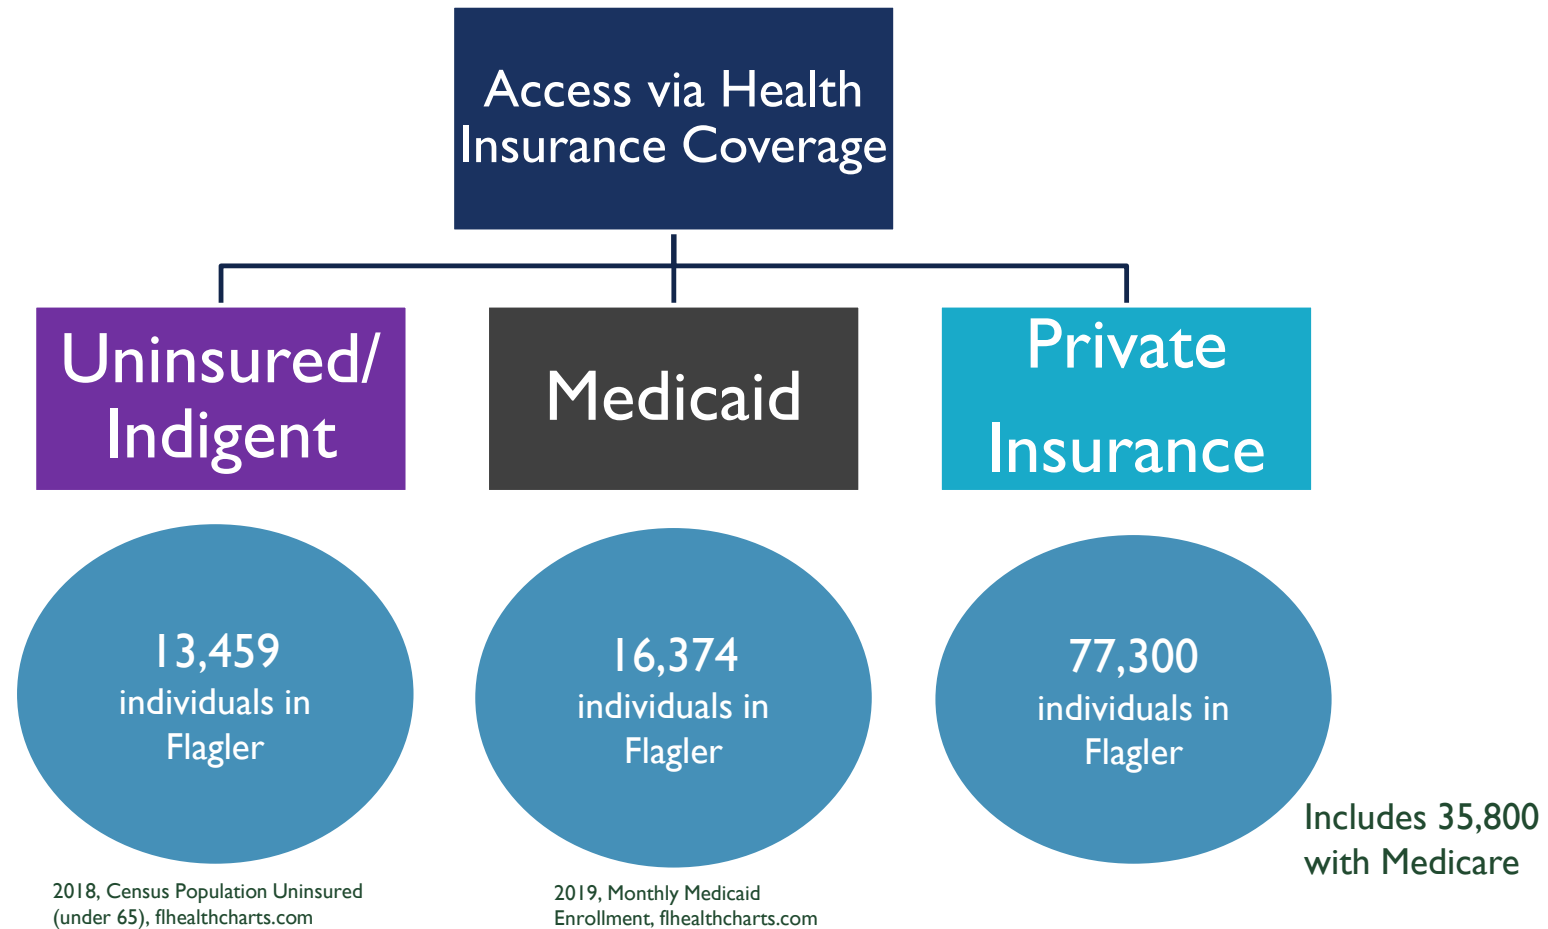 Access via Health
Insurance Coverage
Uninsured/
Indigent
Medicaid
Private
Insurance
13,459
individuals in
Flagler
16,374
individuals in
Flagler
77,300
individuals in
Flagler
Includes 35,800
with Medicare
2018, Census Population Uninsured
(under 65), flhealthcharts.com
2019, Monthly Medicaid
Enrollment, flhealthcharts.com